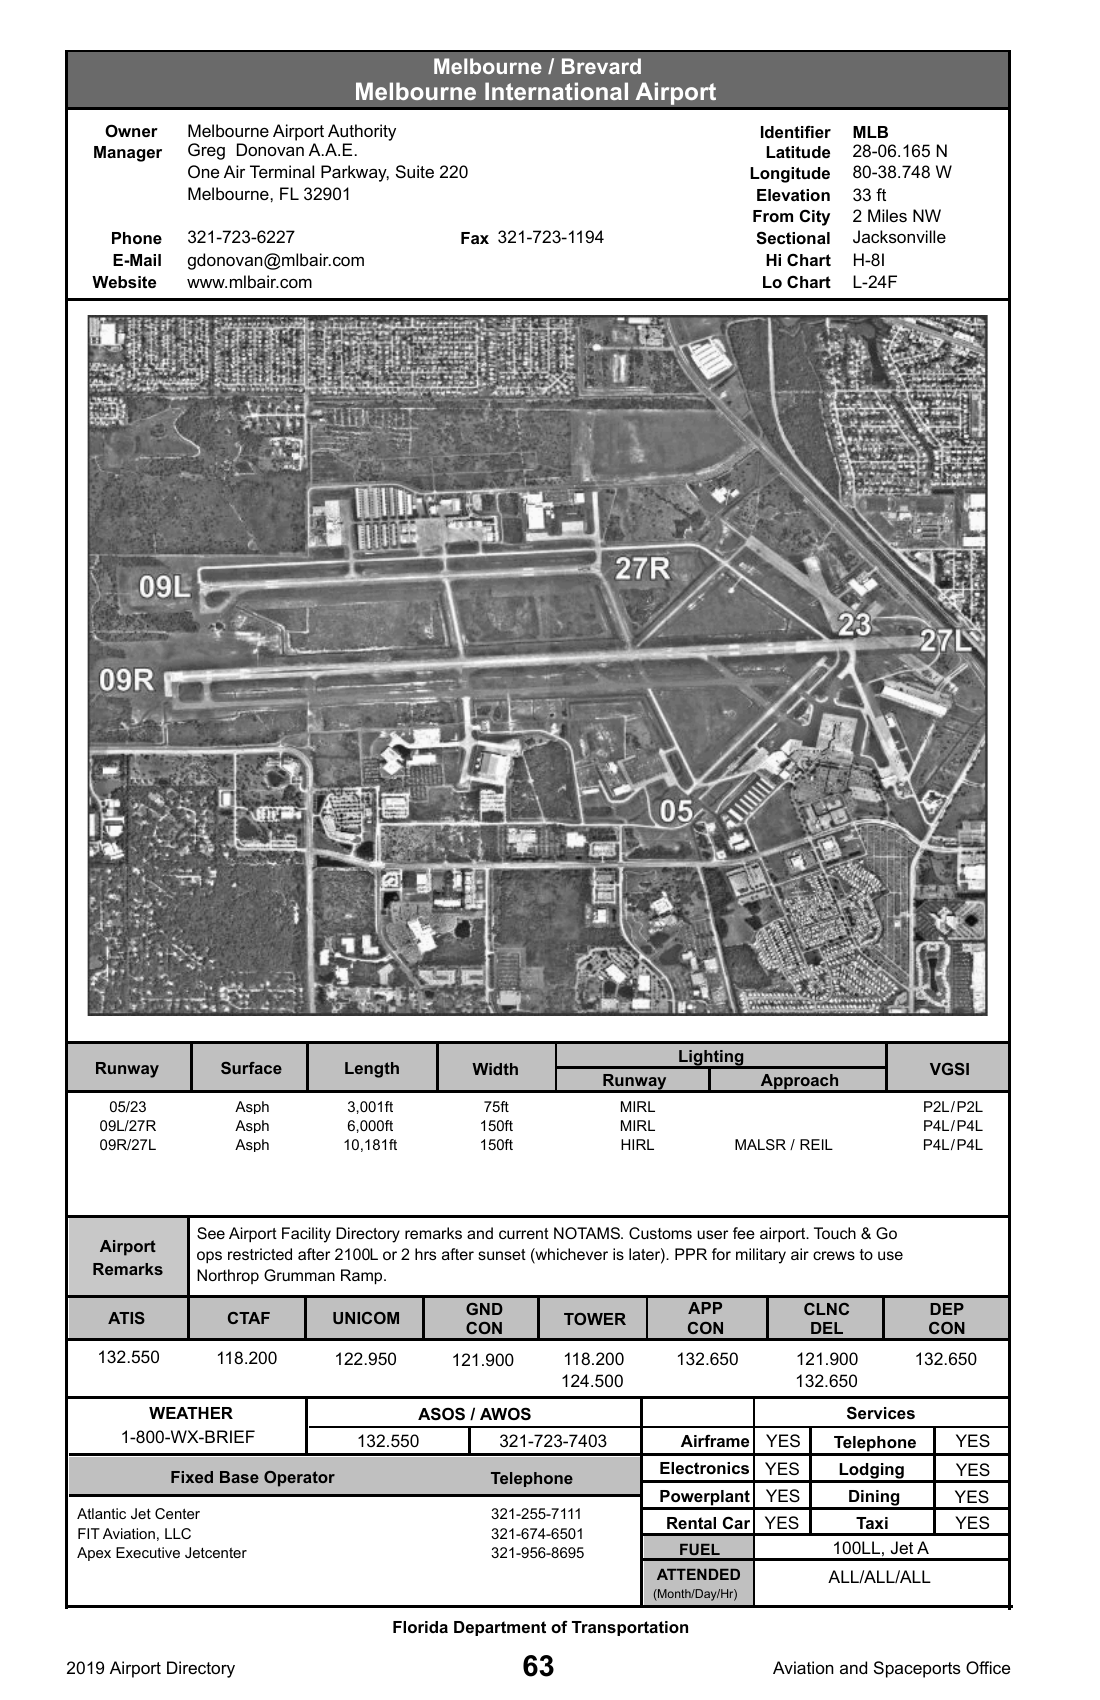 Melbourne / Brevard
Melbourne International Airport
Owner Melbourne Airport Authority
Manager Greg Donovan A.A.E.
One Air Terminal Parkway, Suite 220
Melbourne, FL 32901
Phone 321-723-6227 Fax 321-723-1194
E-Mail gdonovan@mlbair.com
Website www.mlbair.com
Identifier MLB
Latitude 28-06.165 N
Longitude 80-38.748 W
Elevation 33 ft
From City 2 Miles NW
Sectional Jacksonville
Hi Chart H-8I
Lo Chart L-24F
09L
27R
23
27L
09R
05
Runway Surface Length Width Lighting VGSI
Runway Approach
05/23 Asph 3,001ft 75ft MIRL P2L/P2L
09L/27R Asph 6,000ft 150ft MIRL P4L/P4L
09R/27L Asph 10,181ft 150ft HIRL MALSR / REIL P4L/P4L
Airport
Remarks
See Airport Facility Directory remarks and current NOTAMS. Customs user fee airport. Touch & Go
ops restricted after 2100L or 2 hrs after sunset (whichever is later). PPR for military air crews to use
Northrop Grumman Ramp.
ATIS CTAF UNICOM GND CON TOWER APP CON CLNC DEL DEP CON
132.550 118.200 122.950 121.900 118.200 132.650 121.900 132.650
124.500 132.650
WEATHER
1-800-WX-BRIEF
ASOS / AWOS
132.550 321-723-7403
Services
Airframe YES Telephone YES
Electronics YES Lodging YES
Powerplant YES Dining YES
Rental Car YES Taxi YES
FUEL 100LL, Jet A
ATTENDED ALL/ALL/ALL
(Month/Day/Hr)
Fixed Base Operator Telephone
Atlantic Jet Center 321-255-7111
FIT Aviation, LLC 321-674-6501
Apex Executive Jetcenter 321-956-8695
Florida Department of Transportation
2019 Airport Directory 63 Aviation and Spaceports Office